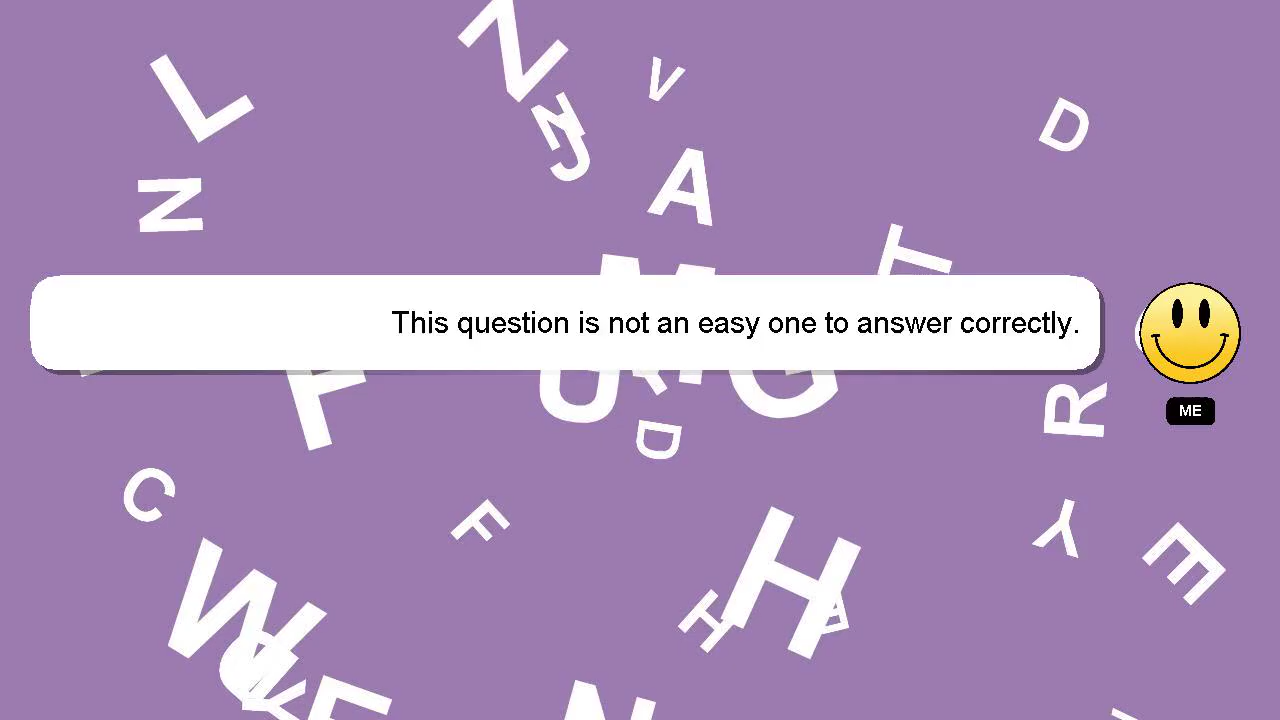 This question is not an easy one to answer correctly.
ME
L
N
V
N
J
D
A
N
T
F
U
G
D
R
C
F
H
Y
E
W
H
A